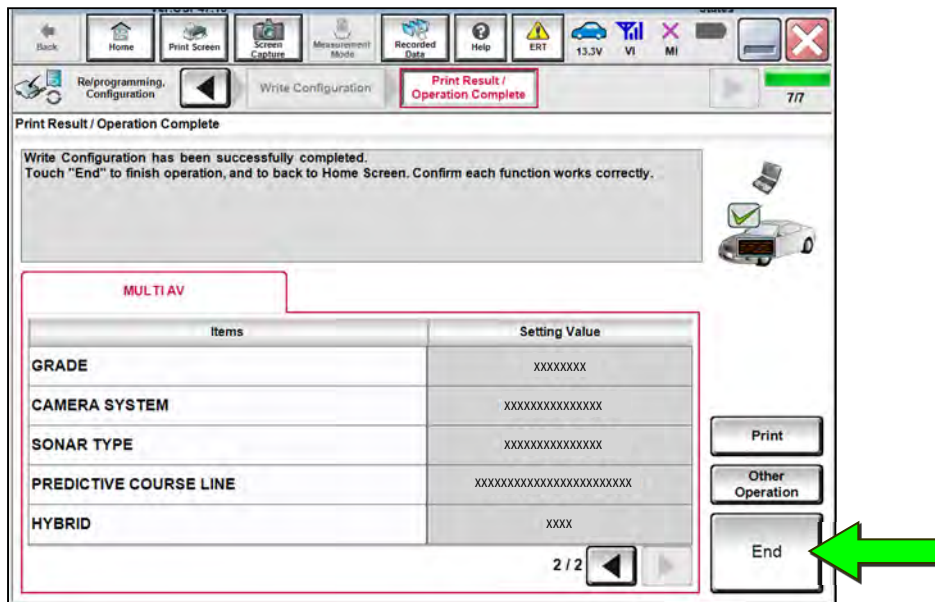 Back
Home
Print Screen
Screen
Capture
Measurement
Mode
Recorded
Data
Help
ERT
13.3V
VI
MI
Re/programming,
Configuration
Write Configuration
Print Result /
Operation Complete
7/7
Print Result / Operation Complete
Write Configuration has been successfully completed.
Touch "End" to finish operation, and to back to Home Screen. Confirm each function works correctly.
MULTI AV
Items
Setting Value
GRADE
XXXXXXXX
CAMERA SYSTEM
XXXXXXXXXXXXXXX
SONAR TYPE
XXXXXXXXXXXXXXX
PREDICTIVE COURSE LINE
XXXXXXXXXXXXXXXXXXXXXXXX
HYBRID
XXXX
2 / 2
Print
Other
Operation
End